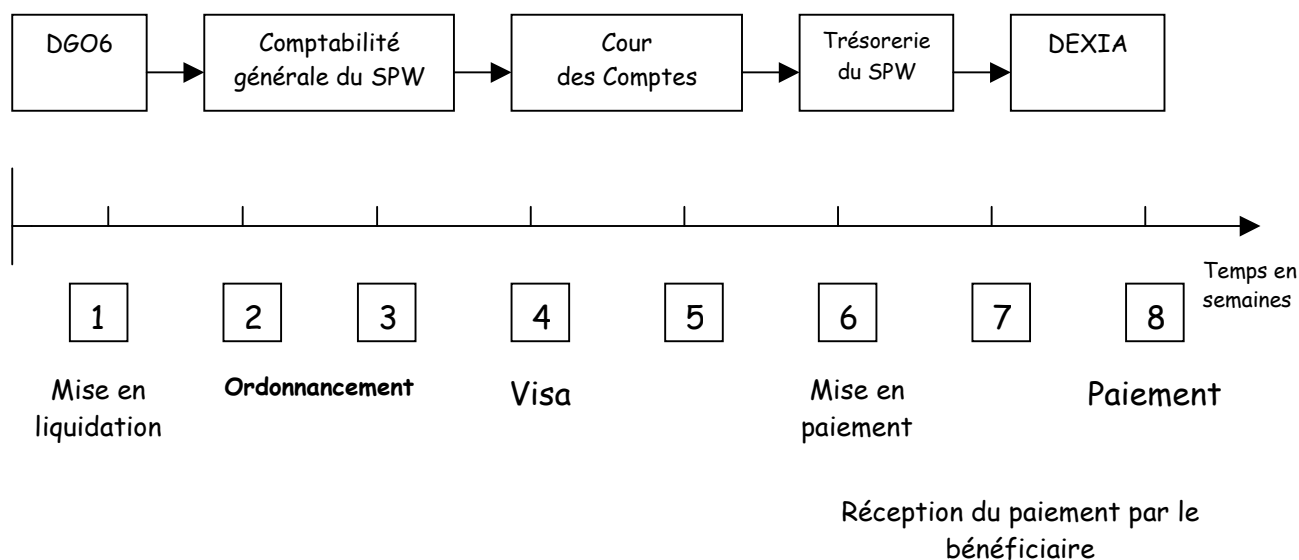 DGO6
Comptabilité
générale du SPW
Cour
des Comptes
Trésorerie
du SPW
DEXIA
Temps en
semaines
1
2
3
4
5
6
7
8
Mise en
liquidation
Ordonnancement
Visa
Mise en
paiement
Paiement
Réception du paiement par le
bénéficiaire